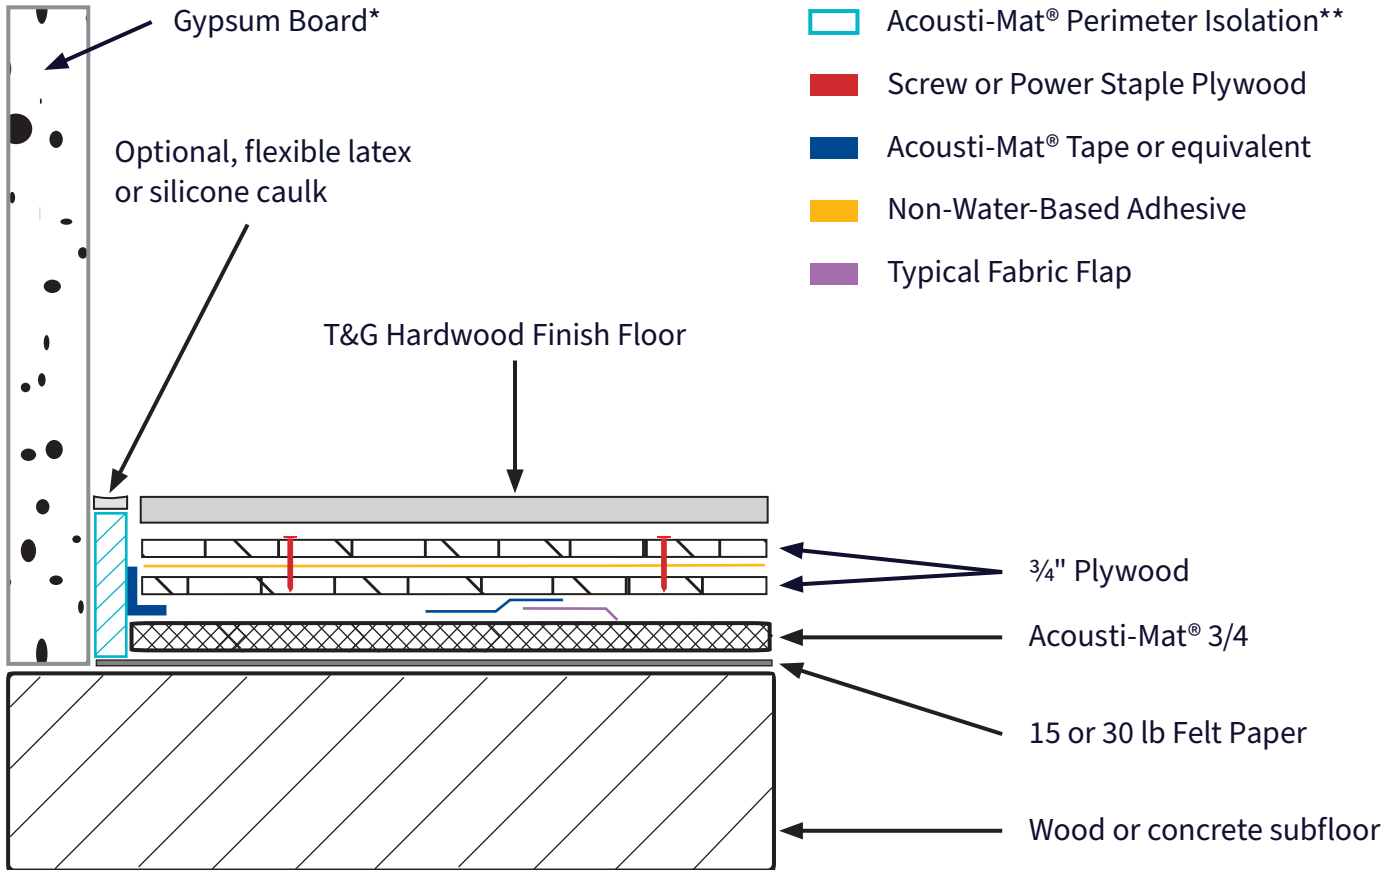 Gypsum Board*
Optional, flexible latex
or silicone caulk
T&G Hardwood Finish Floor
Acousti-Mat® Perimeter Isolation**
Screw or Power Staple Plywood
Acousti-Mat® Tape or equivalent
Non-Water-Based Adhesive
Typical Fabric Flap
¾" Plywood
Acousti-Mat® 3/4
15 or 30 lb Felt Paper
Wood or concrete subfloor